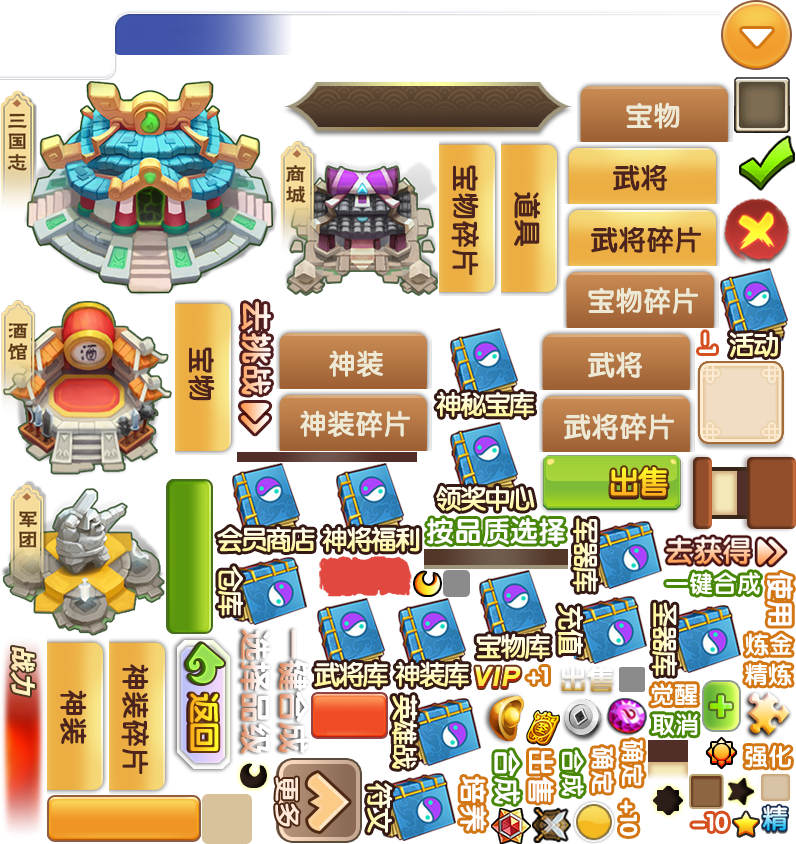 三国志
商城
宝物碎片
道具
宝物
武将
武将碎片
宝物碎片
-1
活动
酒馆
酒
宝物
去挑战
神装
神装碎片
神秘宝库
武将
武将碎片
领奖中心
出售
军团
会员商店
神将福利
按品质选择
军器库
去获得
一键合成
使用
仓库
武将库
神装库
宝物库
充值
圣器库
炼金
精炼
战力
神装
神装碎片
返回
选择品级
一键合成
VIP
+1
出售
觉醒
取消
英雄战
更多
符文
培养
合成
出售
合成
确定
确定
+10
强化
-10
精